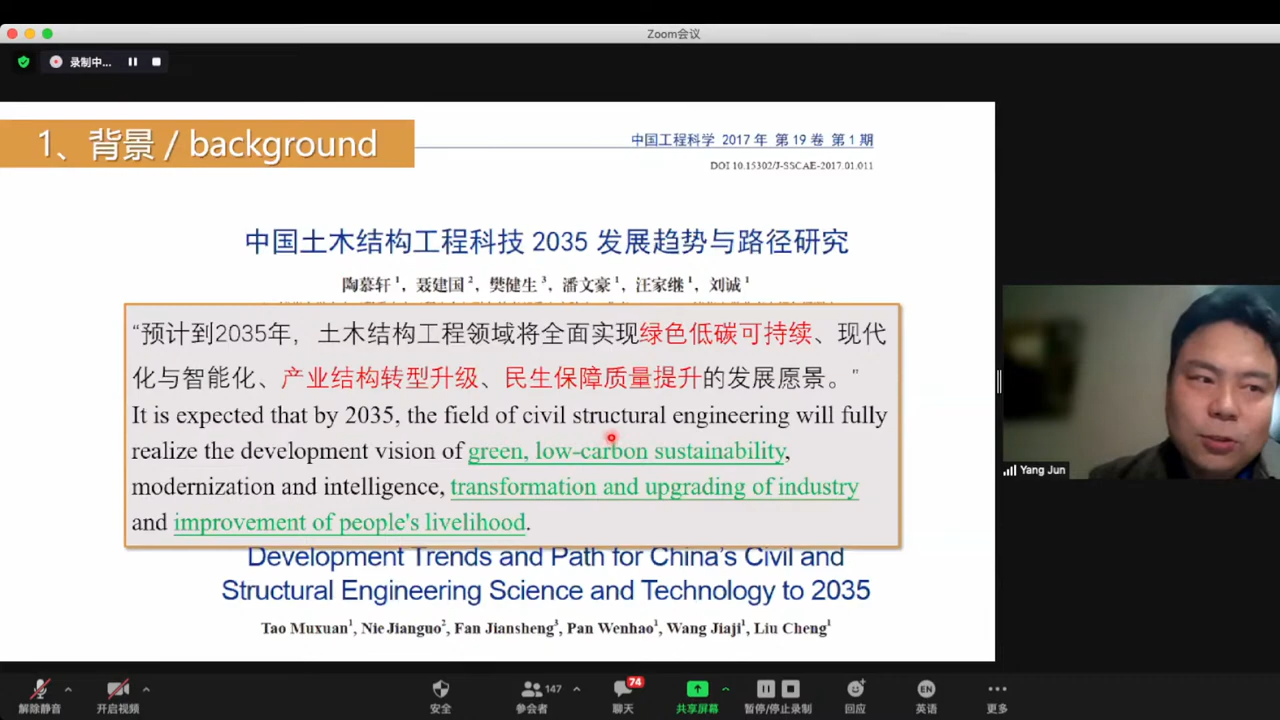 Zoom会议
录制中...
1、背景 / background
中国工程科学 2017 年 第 19 卷 第 1 期
DOI 10.15302/J-SSCAE-2017.01.011
中国土木结构工程科技 2035 发展趋势与路径研究
陶慕轩1，聂建国2，樊健生3，潘文豪1，汪家继1，刘诚1
“预计到2035年，土木结构工程领域将全面实现绿色低碳可持续、现代
化与智能化、产业结构转型升级、民生保障质量提升的发展愿景。"
It is expected that by 2035, the field of civil structural engineering will fully
realize the development vision of green, low-carbon sustainability,
modernization and intelligence, transformation and upgrading of industry
and improvement of people's livelihood.
Development Trends and Path for China's Civil and
Structural Engineering Science and Technology to 2035
Tao Muxuan1, Nie Jianguo2, Fan Jiansheng3, Pan Wenhao1, Wang Jiaji1, Liu Cheng1
Yang Jun
147
74
EN
解除静音
开启视频
安全
参会者
聊天
共享屏幕
暂停/停止录制
回应
英语
更多